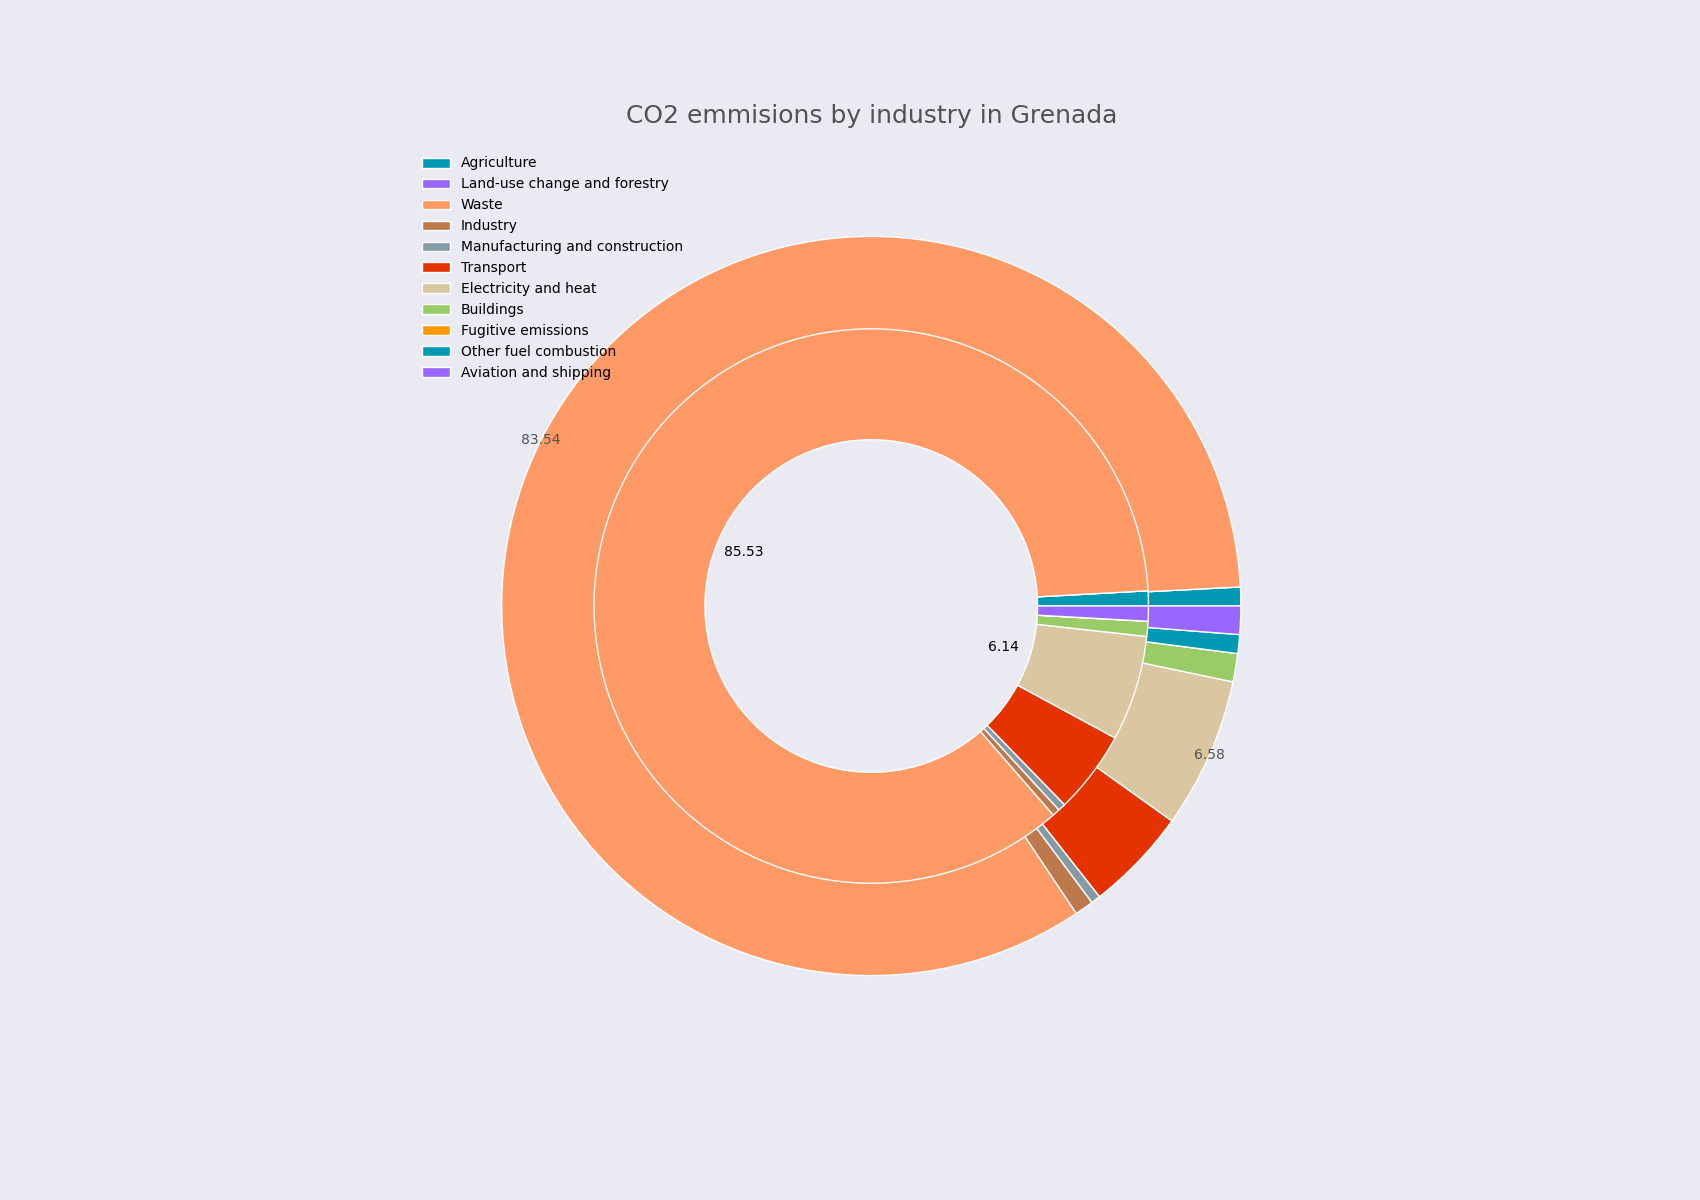 CO2 emmisions by industry in Grenada
Agriculture
Land-use change and forestry
Waste
Industry
Manufacturing and construction
Transport
Electricity and heat
Buildings
Fugitive emissions
Other fuel combustion
Aviation and shipping
83.54
85.53
6.14
6.58